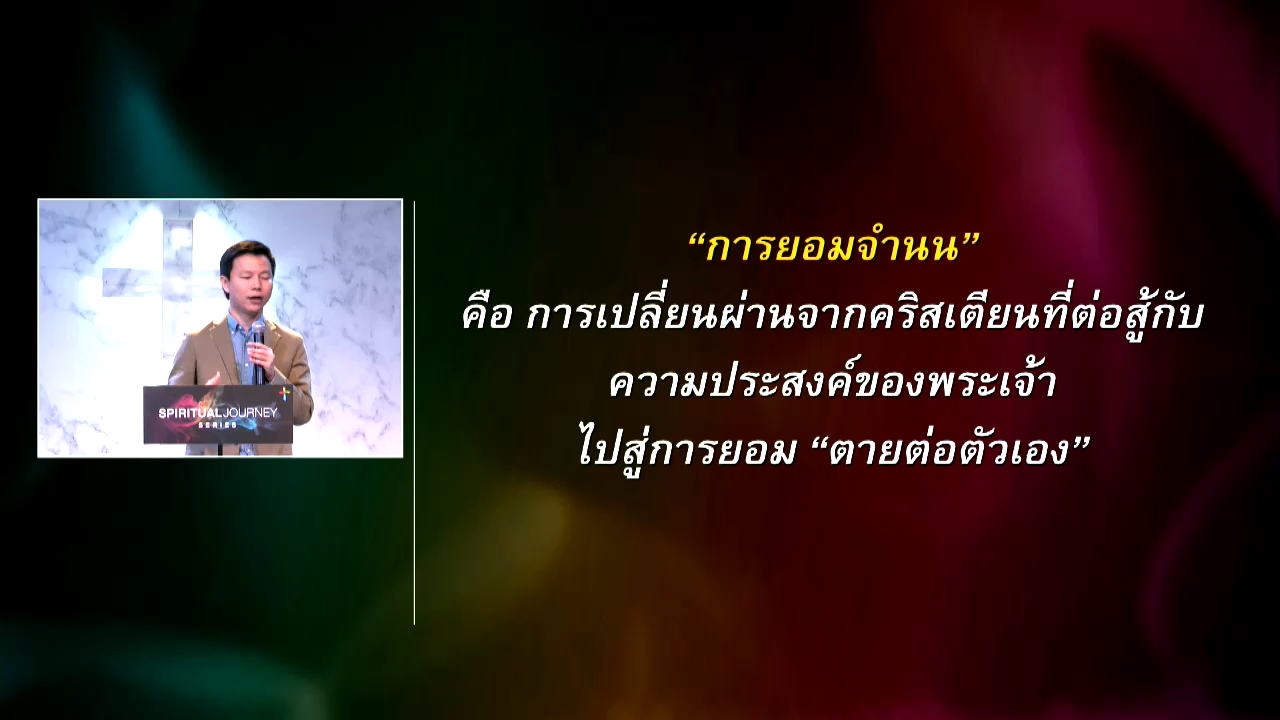 “การยอมจำนน”
คือ การเปลี่ยนผ่านจากคริสเตียนที่ต่อสู้กับ
ความประสงค์ของพระเจ้า
ไปสู่การยอม “ตายต่อตัวเอง”
SPIRITUALJOURNEY
SERIES